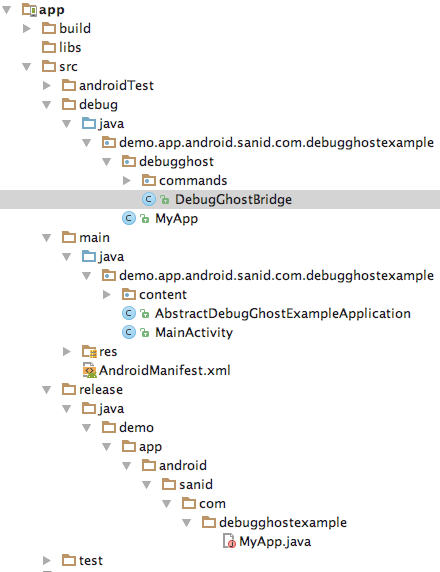 app
build
libs
src
androidTest
debug
java
demo.app.android.sanid.com.debugghostexample
debugghost
commands
DebugGhostBridge
MyApp
main
java
demo.app.android.sanid.com.debugghostexample
content
AbstractDebugGhostExampleApplication
MainActivity
res
AndroidManifest.xml
release
java
demo
app
android
sanid
com
debugghostexample
MyApp.java
test